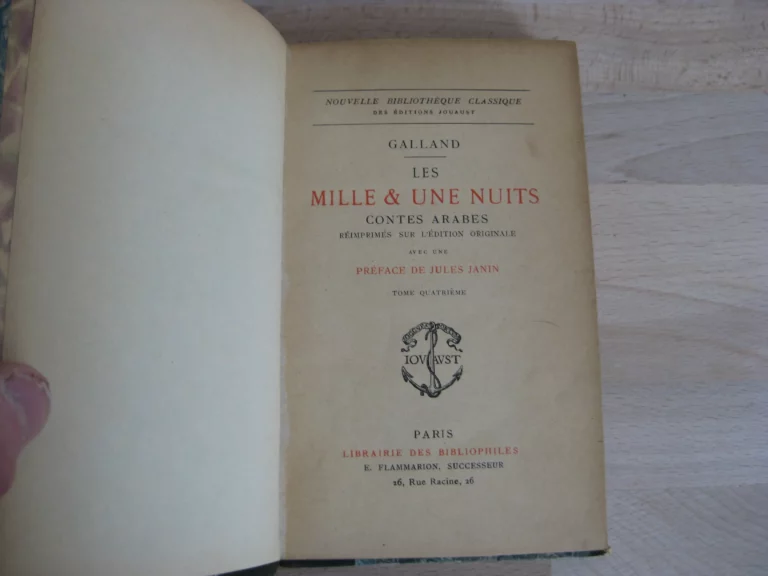 NOUVELLE BIBLIOTHÈQUE CLASSIQUE
DES ÉDITIONS JOUAUST
GALLAND
LES
MILLE & UNE NUITS
CONTES ARABES
RÉIMPRIMÉS SUR L'ÉDITION ORIGINALE
AVEC UNE
PRÉFACE DE JULES JANIN
TOME QUATRIÈME
IOVAVST
PARIS
LIBRAIRIE DES BIBLIOPHILES
E. FLAMMARION, SUCCESSEUR
26, Rue Racine, 26